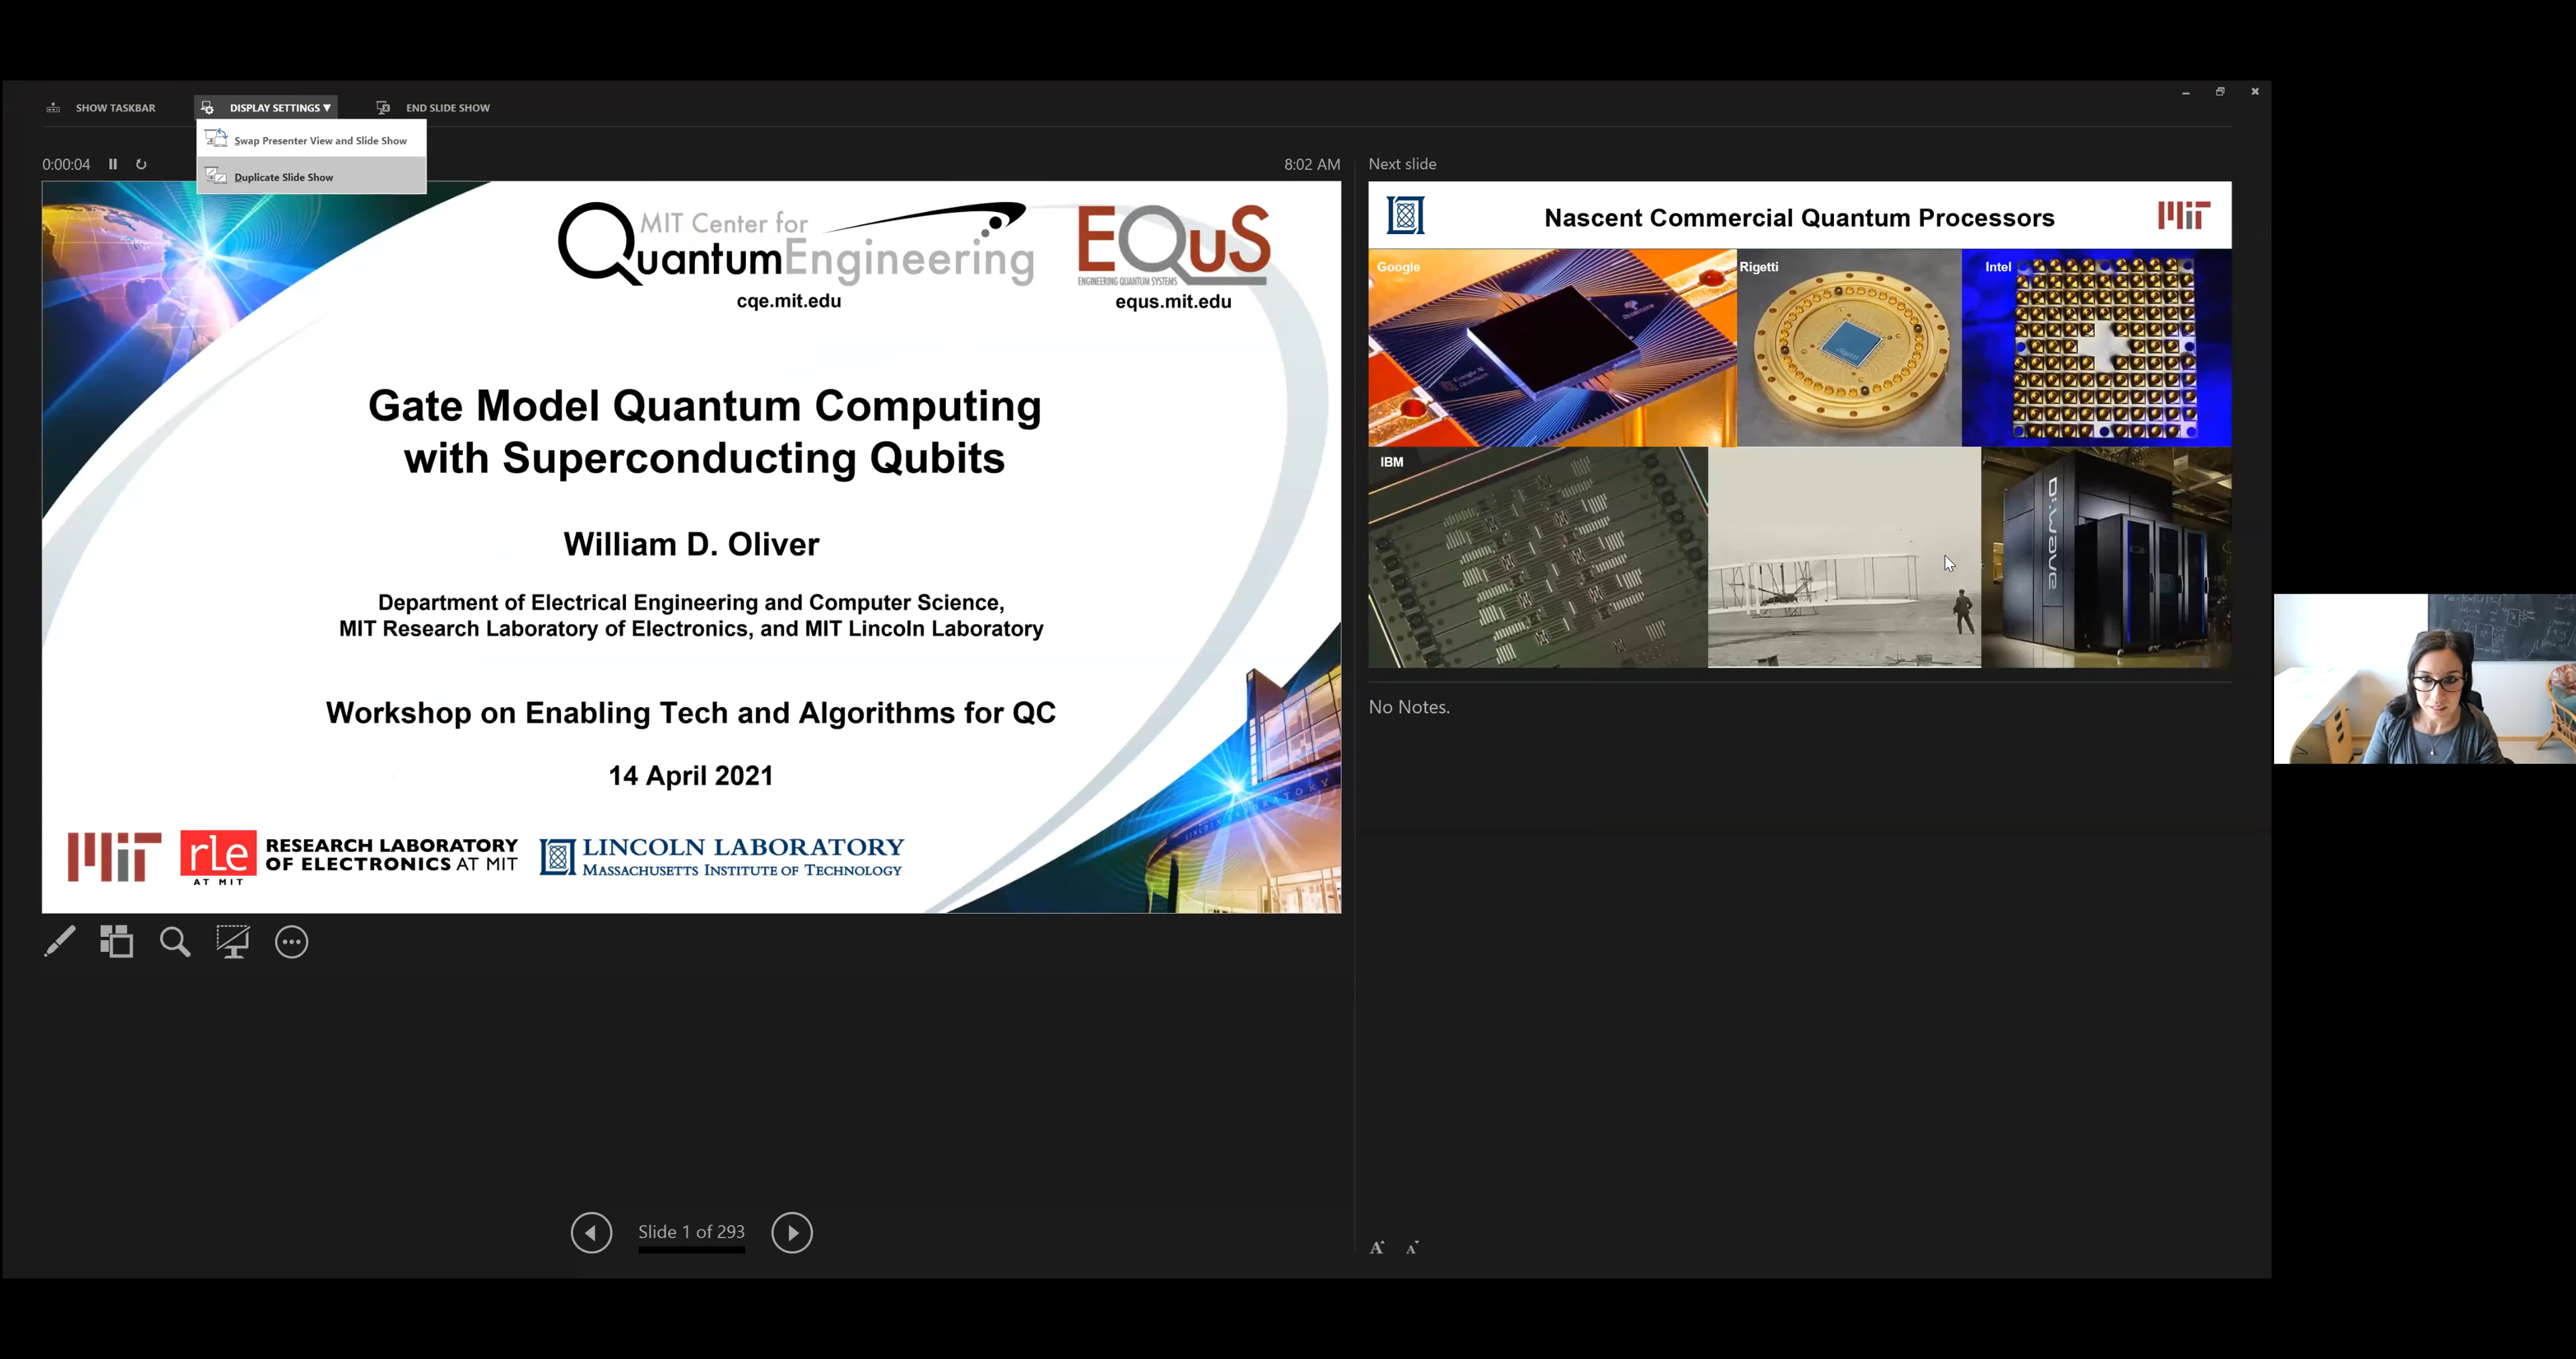 SHOW TASKBAR
DISPLAY SETTINGS ▼
END SLIDE SHOW
Swap Presenter View and Slide Show
Duplicate Slide Show
0:00:04
8:02 AM
MIT Center for
QuantumEngineering
cqe.mit.edu
EQuS
ENGINEERING QUANTUM SYSTEMS
equs.mit.edu
Gate Model Quantum Computing
with Superconducting Qubits
William D. Oliver
Department of Electrical Engineering and Computer Science,
MIT Research Laboratory of Electronics, and MIT Lincoln Laboratory
Workshop on Enabling Tech and Algorithms for QC
14 April 2021
MIT
rLe
AT MIT
RESEARCH LABORATORY
OF ELECTRONICS AT MIT
LINCOLN LABORATORY
MASSACHUSETTS INSTITUTE OF TECHNOLOGY
Slide 1 of 293
Next slide
Nascent Commercial Quantum Processors
MIT
Google
Rigetti
Intel
rigetti
IBM
D:wave
No Notes.
A
A